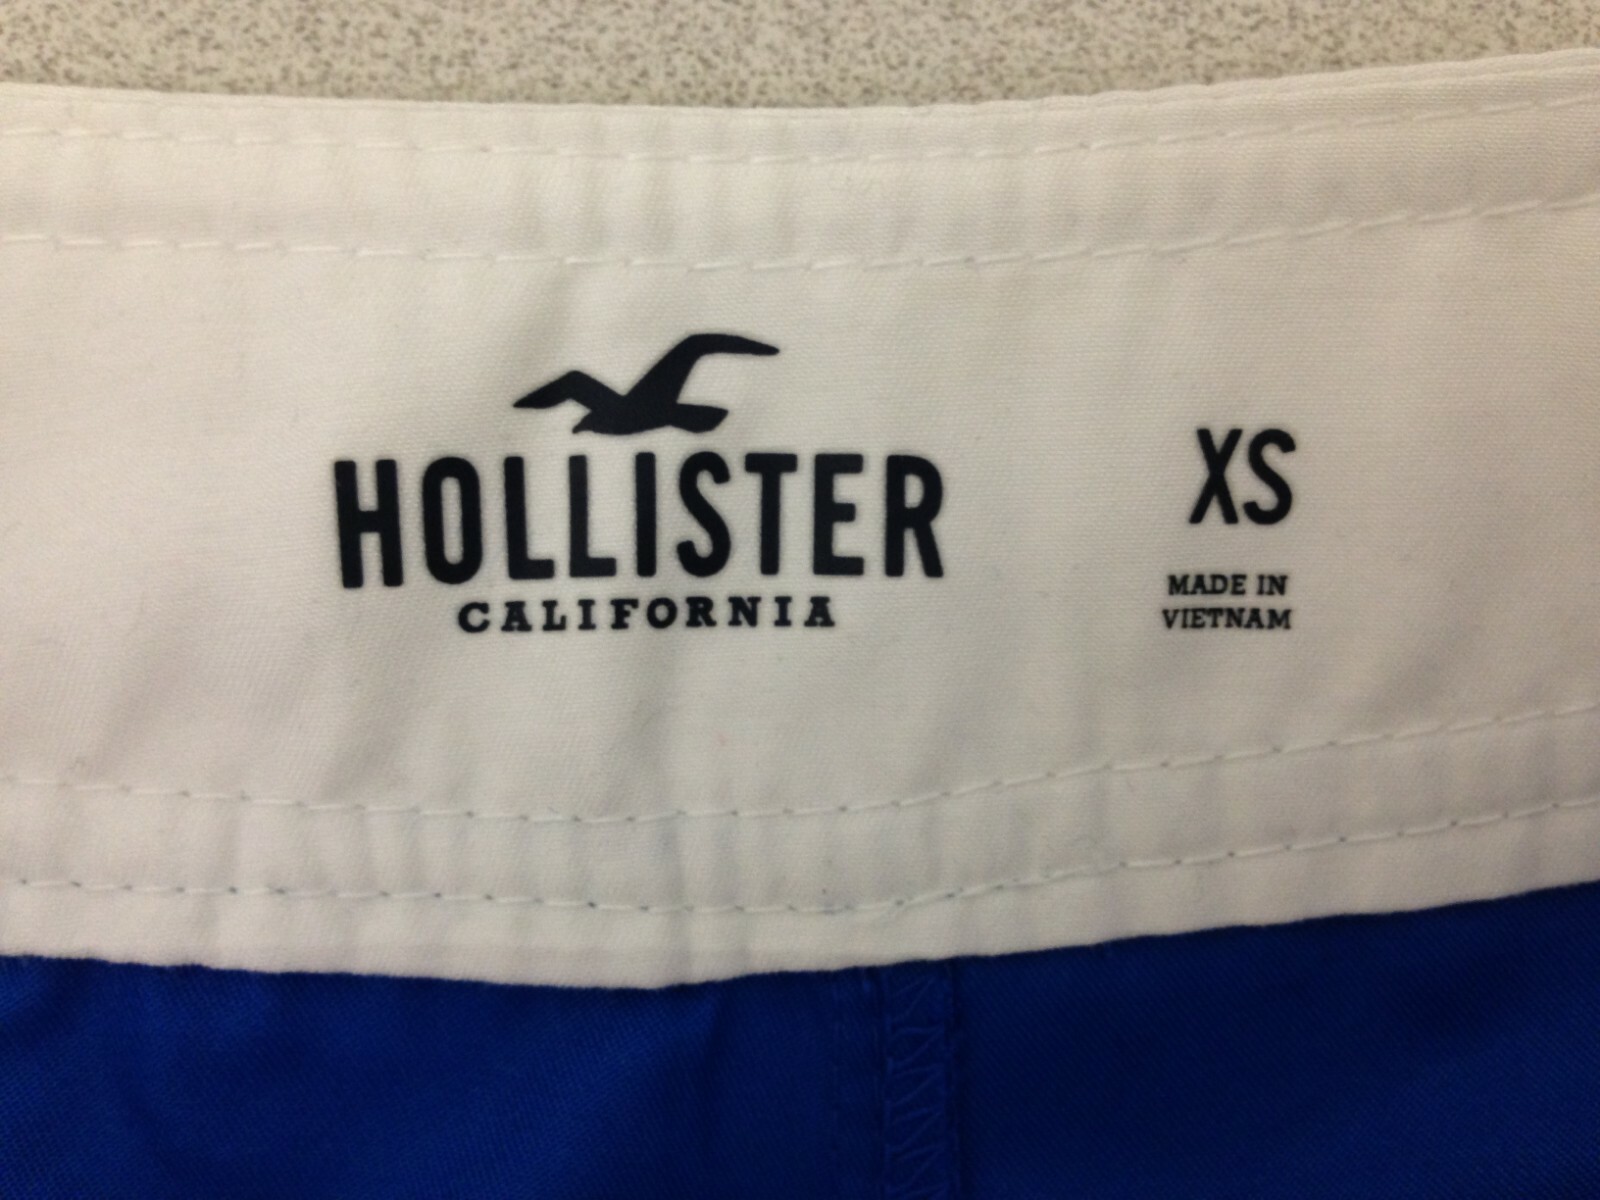 HOLLISTER
CALIFORNIA
XS
MADE IN
VIETNAM